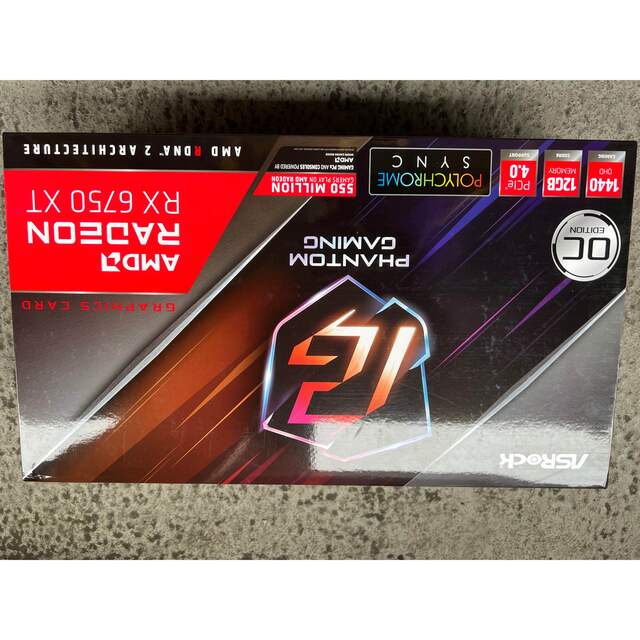 ASRock
PHANTOM
GAMING
OC
EDITION
GAMING
1440
QHD
GDDR6
12GB
MEMORY
PCIe®
4.0
SUPPORT
POLYCHROME
SYNC
550 MILLION
GAMERS PLAY ON AMD RADEON
GAMING PCs AND CONSOLES POWERED BY
AMD
GRAPHICS CARD
AMD
RADEON
RX 6750 XT
AMD RDNA™ 2 ARCHITECTURE